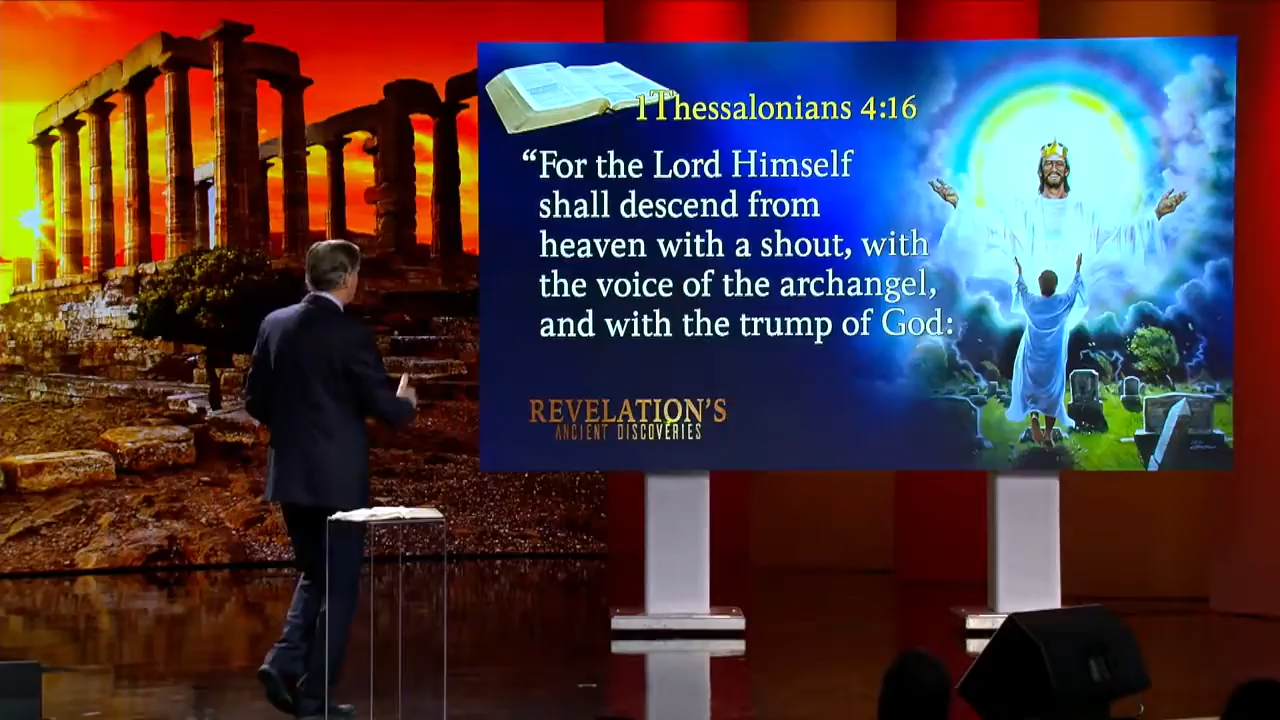 1Thessalonians 4:16
“For the Lord Himself
shall descend from
heaven with a shout, with
the voice of the archangel,
and with the trump of God:
REVELATION'S
ANCIENT DISCOVERIES